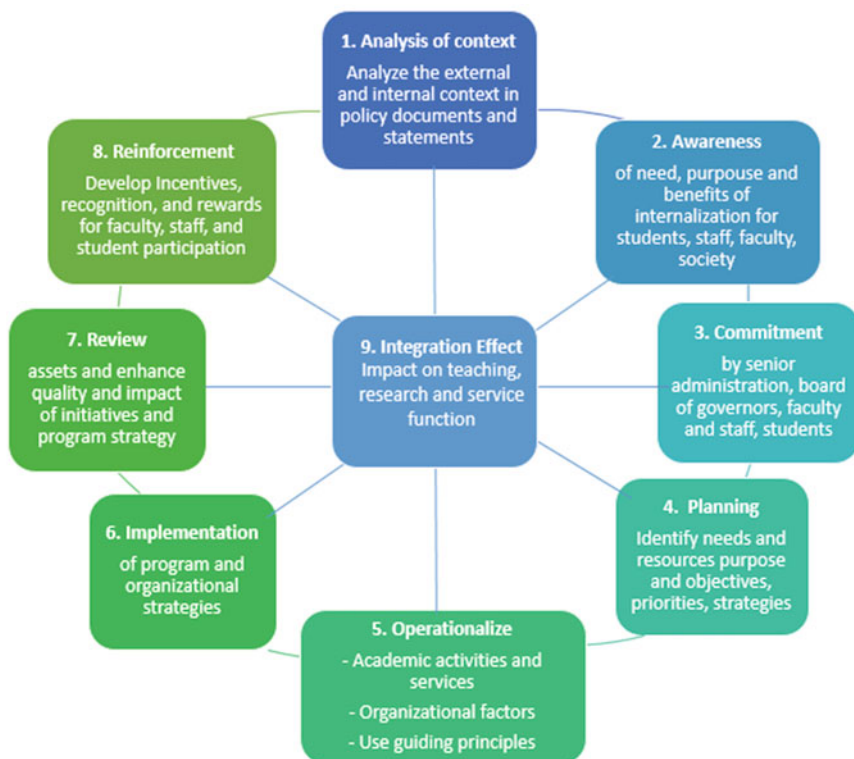 1. Analysis of context
Analyze the external
and internal context in
policy documents and
statements
2. Awareness
of need, purpouse and
benefits of
internalization for
students, staff, faculty,
society
3. Commitment
by senior
administration, board
of governors, faculty
and staff, students
4. Planning
Identify needs and
resources purpose
and objectives,
priorities, strategies
5. Operationalize
- Academic activities and
services
- Organizational factors
- Use guiding principles
6. Implementation
of program and
organizational
strategies
7. Review
assets and enhance
quality and impact
of initiatives and
program strategy
8. Reinforcement
Develop Incentives,
recognition, and rewards
for faculty, staff, and
student participation
9. Integration Effect
Impact on teaching,
research and service
function